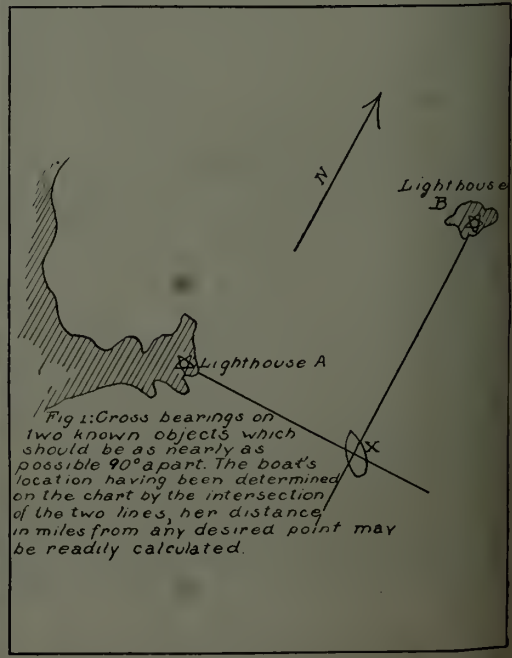 N
Lighthouse
B
Lighthouse A
Fig 1: Cross bearings on
two known objects which
should be as nearly as
possible 90° apart. The boat's
location having been determined
on the chart by the intersection
of the two lines, her distance
in miles from any desired point may
be readily calculated.
X